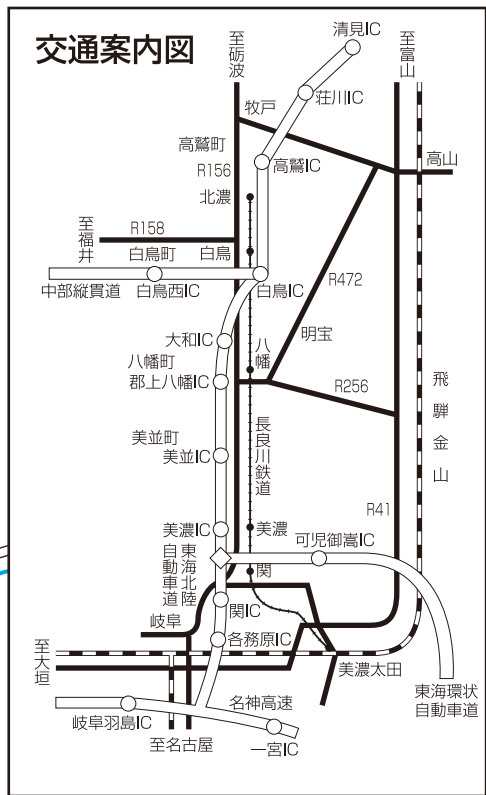 交通案内図
清見IC
至砺波
至富山
荘川IC
牧戸
高鷲町
高山
R156
高鷲IC
北濃
至福井
R158
白鳥町
白鳥
中部縦貫道
白鳥西IC
白鳥IC
R472
大和IC
明宝
八幡町
八幡
郡上八幡IC
R256
飛騨金山
美並町
長良川鉄道
美並IC
R41
美濃IC
美濃
可児御嵩IC
東海北陸
自動車道
関
関IC
岐阜
各務原IC
至大垣
美濃太田
東海環状
自動車道
名神高速
岐阜羽島IC
至名古屋
一宮IC